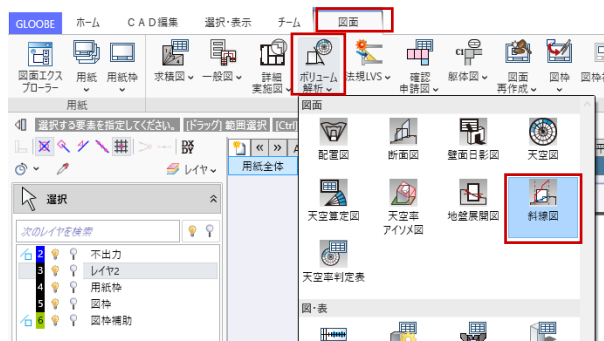 GLOOBE ホーム CAD編集 選択・表示 チーム 図面
図面エクス
プローラー
用紙
用紙枠
求積図
一般図
詳細
実施図
ボリューム
解析
法規LVS
確認
申請図
躯体図
図面
再作成
図枠
用紙
選択する要素を指定してください。 [ドラッグ] 範囲選択 [Ctrl]
レイヤ
用紙全体
選択
次のレイヤを検索
2 不出力
3 レイヤ2
4 用紙枠
5 図枠
6 図枠補助
図面
配置図 断面図 壁面日影図 天空図
天空算定図
天空率
アイソメ図
地盤展開図
斜線図
天空率判定表
図・表